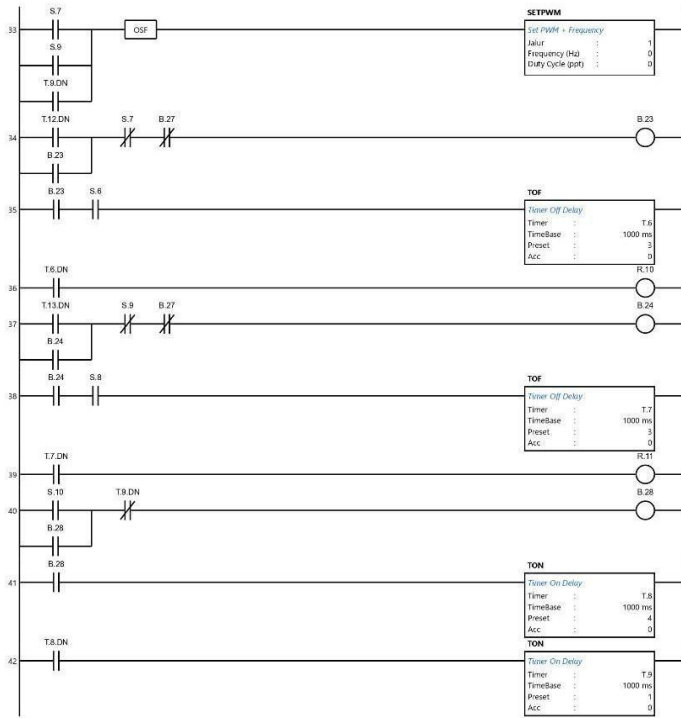 S.7
33
OSF
SETPWM
Set PWM + Frequency
Jalur : 1
Frequency (Hz) : 0
Duty Cycle (ppt) : 0
S.9
T.9.DN
T.12.DN S.7 B.27 B.23
34
B.23
B.23 S.6
35
TOF
Timer Off Delay
Timer : T.6
TimeBase : 1000 ms
Preset : 3
Acc : 0
T.6.DN R.10
36
T.13.DN S.9 B.27 B.24
37
B.24
B.24 S.8
38
TOF
Timer Off Delay
Timer : T.7
TimeBase : 1000 ms
Preset : 3
Acc : 0
T.7.DN R.11
39
S.10 T.9.DN B.28
40
B.28
B.28
41
TON
Timer On Delay
Timer : T.8
TimeBase : 1000 ms
Preset : 4
Acc : 0
T.8.DN
42
TON
Timer On Delay
Timer : T.9
TimeBase : 1000 ms
Preset : 1
Acc : 0